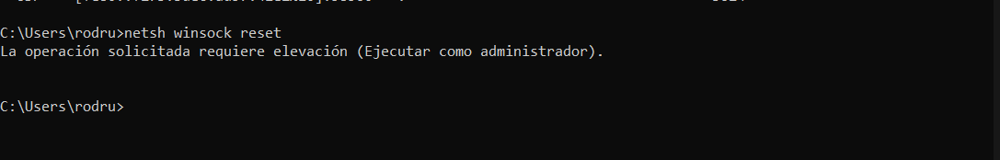 C:\Users\rodru>netsh winsock reset
La operación solicitada requiere elevación (Ejecutar como administrador).
C:\Users\rodru>